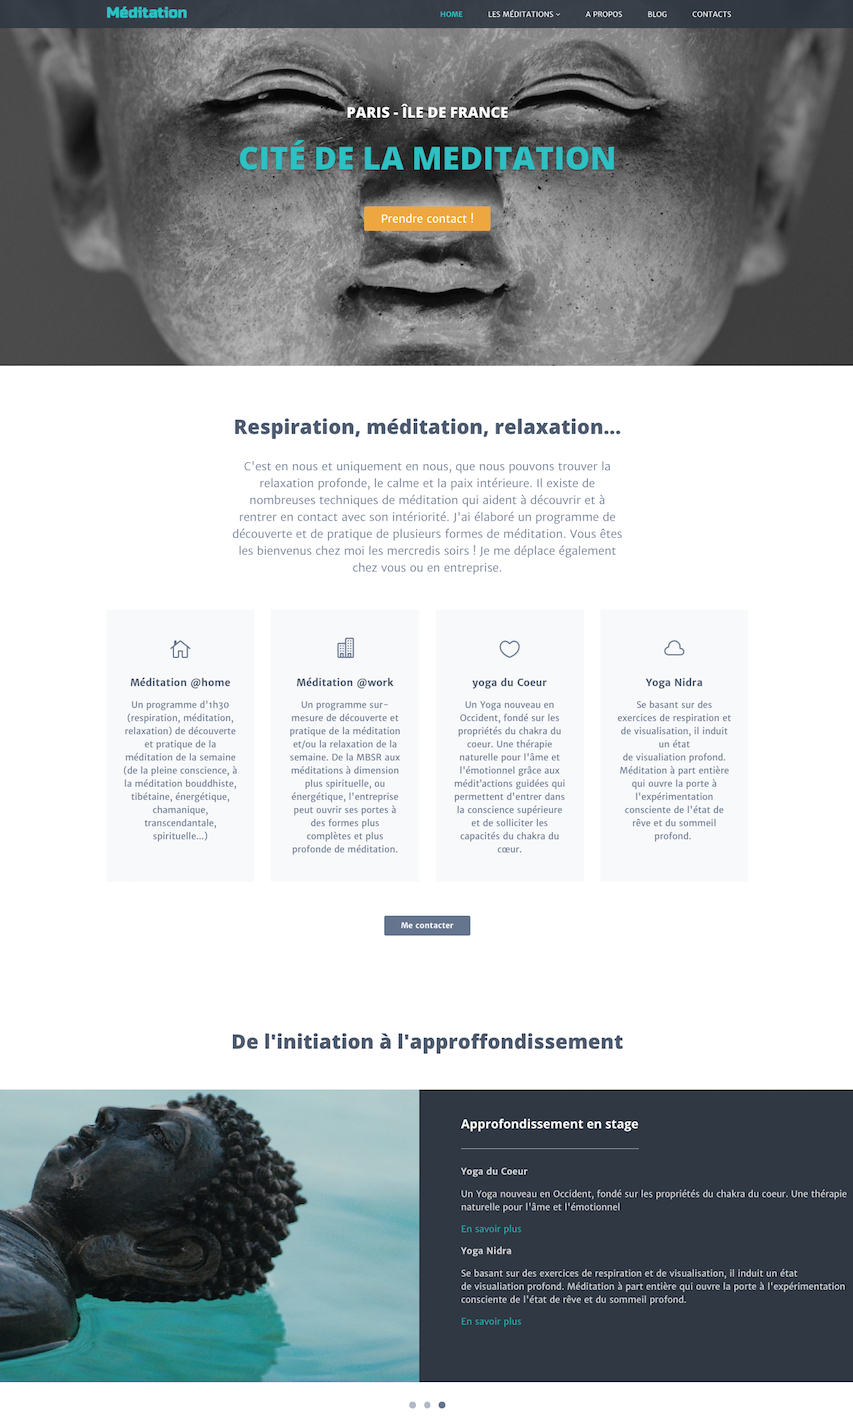 Méditation
HOME
LES MÉDITATIONS
A PROPOS
BLOG
CONTACTS
PARIS - ÎLE DE FRANCE
CITÉ DE LA MEDITATION
Prendre contact !
Respiration, méditation, relaxation...
C'est en nous et uniquement en nous, que nous pouvons trouver la
relaxation profonde, le calme et la paix intérieure. Il existe de
nombreuses techniques de méditation qui aident à découvrir et à
rentrer en contact avec son intériorité. J'ai élaboré un programme de
découverte et de pratique de plusieurs formes de méditation. Vous êtes
les bienvenus chez moi les mercredis soirs ! Je me déplace également
chez vous ou en entreprise.
Méditation @home
Un programme d'1h30
(respiration, méditation,
relaxation) de découverte
et pratique de la
méditation de la semaine
(de la pleine conscience, à
la méditation bouddhiste,
tibétaine, énergétique,
chamanique,
transcendantale,
spirituelle...)
Méditation @work
Un programme sur-
mesure de découverte et
pratique de la méditation
et/ou la relaxation de la
semaine. De la MBSR aux
méditations à dimension
plus spirituelle, ou
énergétique, l'entreprise
peut ouvrir ses portes à
des formes plus
complètes et plus
profonde de méditation.
yoga du Coeur
Un Yoga nouveau en
Occident, fondé sur les
propriétés du chakra du
coeur. Une thérapie
naturelle pour l'âme et
l'émotionnel grâce aux
médit'actions guidées qui
permettent d'entrer dans
la conscience supérieure
et de solliciter les
capacités du chakra du
cœur.
Yoga Nidra
Se basant sur des
exercices de respiration et
de visualisation, il induit
un état
de visualiation profond.
Méditation à part entière
qui ouvre la porte à
l'expérimentation
consciente de l'état de
rêve et du sommeil
profond.
Me contacter
De l'initiation à l'approffondissement
Approfondissement en stage
Yoga du Coeur
Un Yoga nouveau en Occident, fondé sur les propriétés du chakra du coeur. Une thérapie
naturelle pour l'âme et l'émotionnel
En savoir plus
Yoga Nidra
Se basant sur des exercices de respiration et de visualisation, il induit un état
de visualiation profond. Méditation à part entière qui ouvre la porte à l'expérimentation
consciente de l'état de rêve et du sommeil profond.
En savoir plus